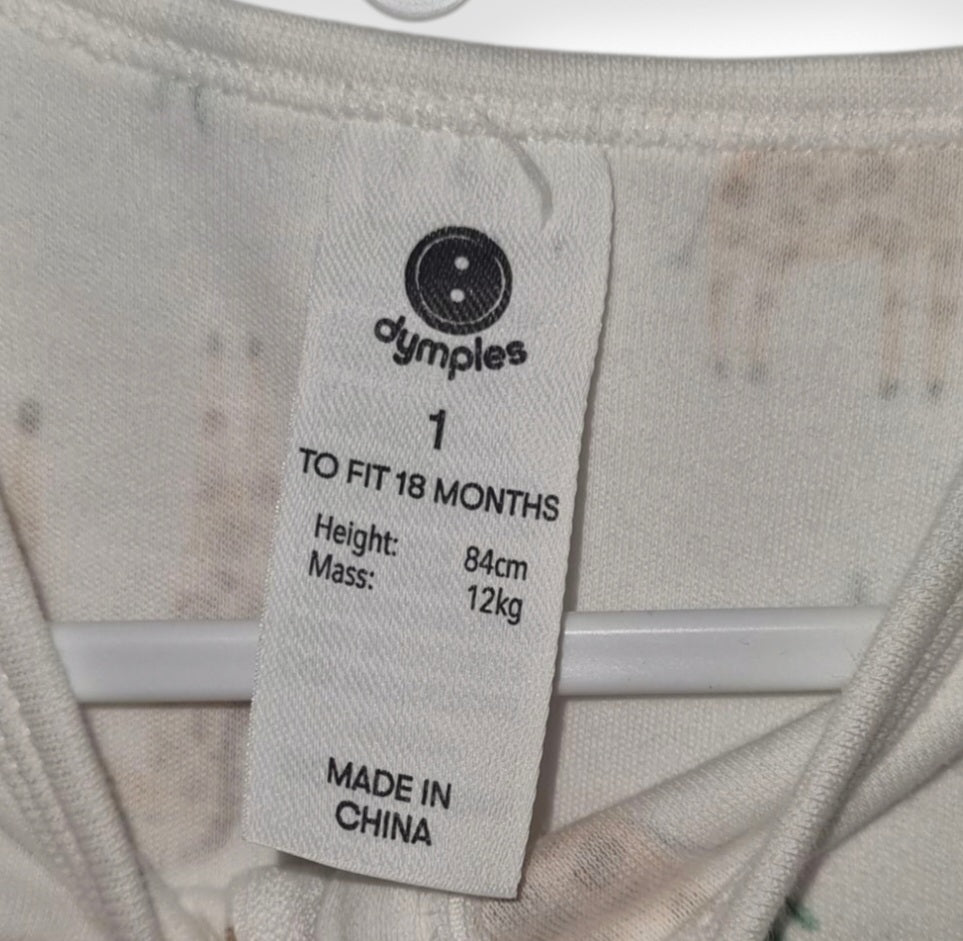 dymples
1
TO FIT 18 MONTHS
Height: 84cm
Mass: 12kg
MADE IN
CHINA